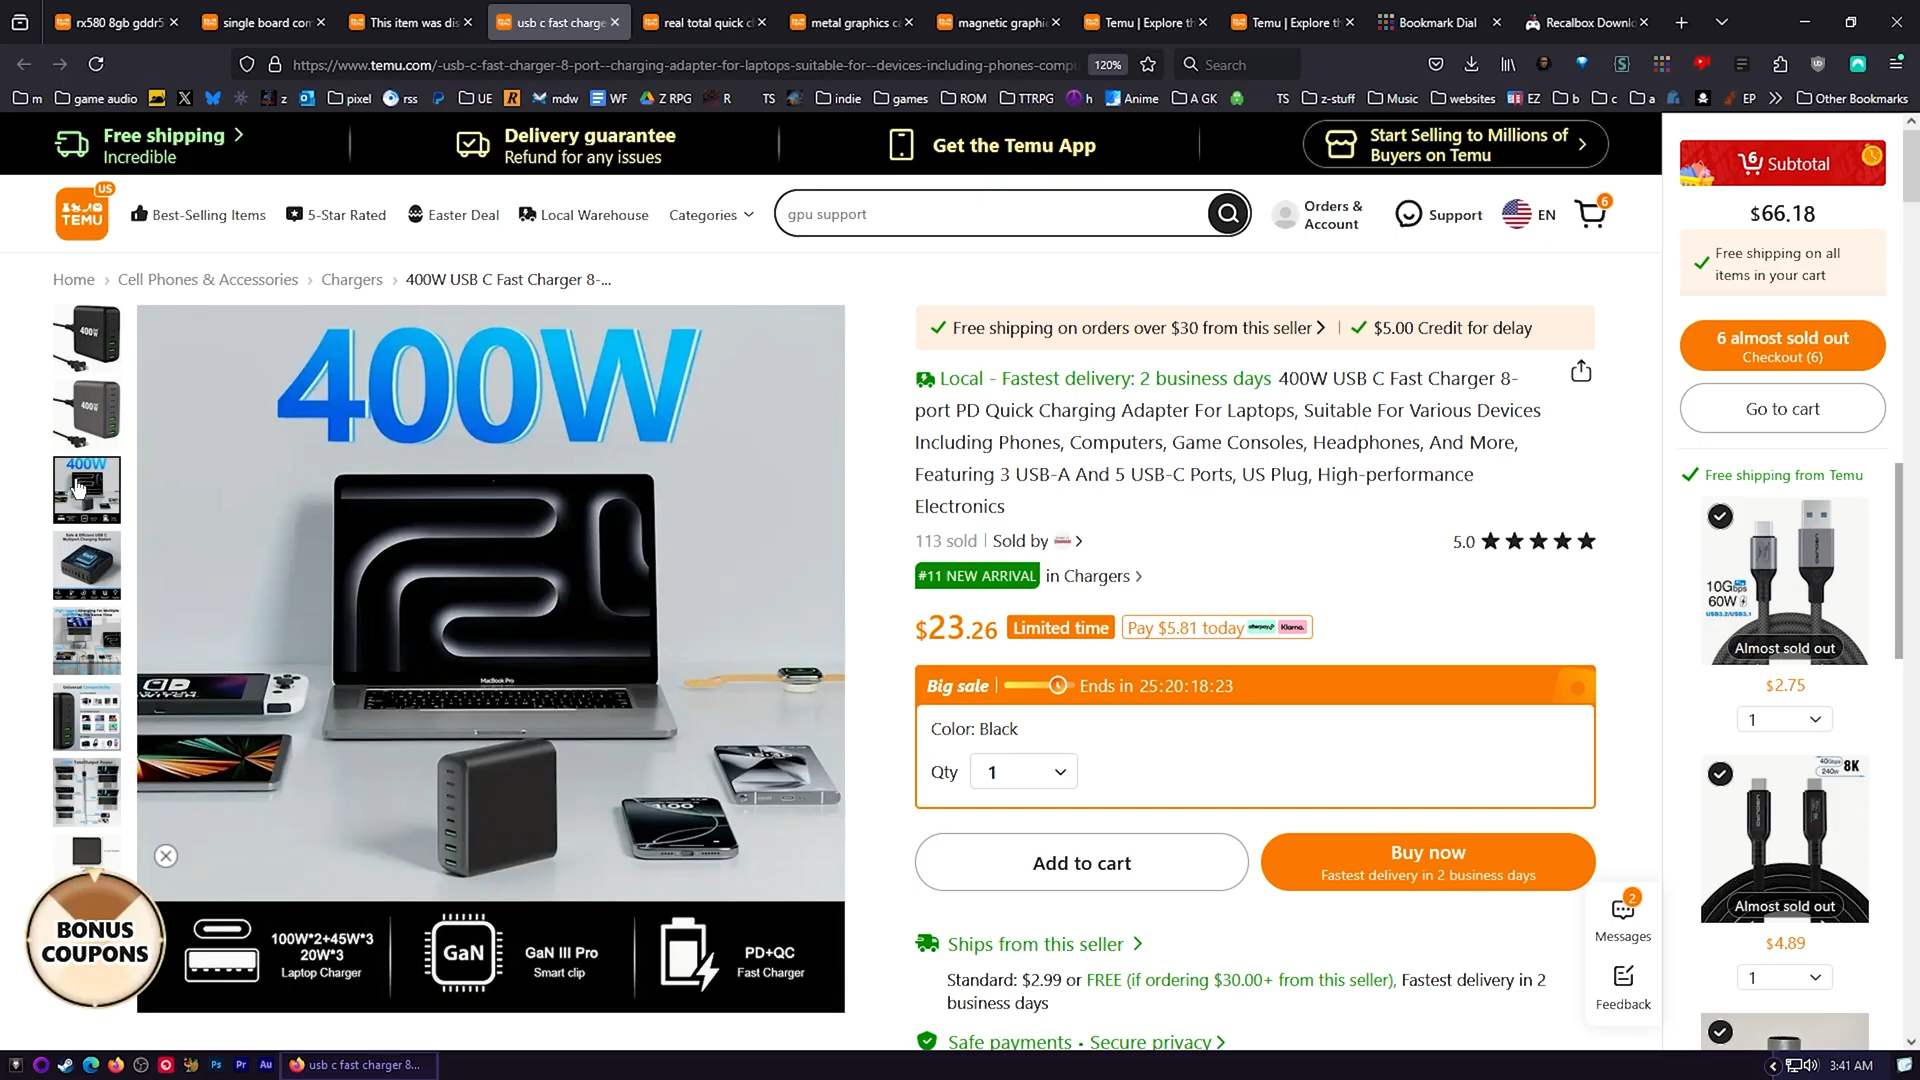 rx580 8gb gddr5
single board com
This item was dis
usb c fast charge
real total quick c
metal graphics ca
magnetic graphi
Temu | Explore th
Temu | Explore th
Bookmark Dial
Recalbox Downlo
https://www.temu.com/-usb-c-fast-charger-8-port--charging-adapter-for-laptops-suitable-for--devices-including-phones-compu
120%
Search
m
game audio
z
pixel
rss
UE
mdw
WF
Z RPG
R
TS
indie
games
ROM
TTRPG
h
Anime
A GK
TS
z-stuff
Music
websites
EZ
b
c
a
EP
Other Bookmarks
Free shipping >
Incredible
Delivery guarantee
Refund for any issues
Get the Temu App
Start Selling to Millions of
Buyers on Temu
6 Subtotal
TEMU
US
Best-Selling Items
5-Star Rated
Easter Deal
Local Warehouse
Categories
gpu support
Orders &
Account
Support
EN
6
$66.18
Free shipping on all
items in your cart
6 almost sold out
Checkout (6)
Go to cart
Free shipping from Temu
Home > Cell Phones & Accessories > Chargers > 400W USB C Fast Charger 8-...
400W
MacBook Pro
100W*2+45W*3
20W*3
Laptop Charger
GaN
GaN III Pro
Smart clip
PD+QC
Fast Charger
BONUS
COUPONS
Free shipping on orders over $30 from this seller > | $5.00 Credit for delay
Local - Fastest delivery: 2 business days 400W USB C Fast Charger 8-
port PD Quick Charging Adapter For Laptops, Suitable For Various Devices
Including Phones, Computers, Game Consoles, Headphones, And More,
Featuring 3 USB-A And 5 USB-C Ports, US Plug, High-performance
Electronics
113 sold | Sold by >
5.0
#11 NEW ARRIVAL in Chargers >
$23.26 Limited time Pay $5.81 today afterpay Klarna.
Big sale | Ends in 25:20:18:23
Color: Black
Qty 1
Add to cart
Buy now
Fastest delivery in 2 business days
Ships from this seller >
Standard: $2.99 or FREE (if ordering $30.00+ from this seller), Fastest delivery in 2
business days
Safe payments • Secure privacy >
2
Messages
Feedback
10Gbps
60W
USB3.2/USB3.1
Almost sold out
$2.75
1
40Gbps 8K
240W
Almost sold out
$4.89
1
Ps
Pr
Au
usb c fast charger 8...
3:41 AM